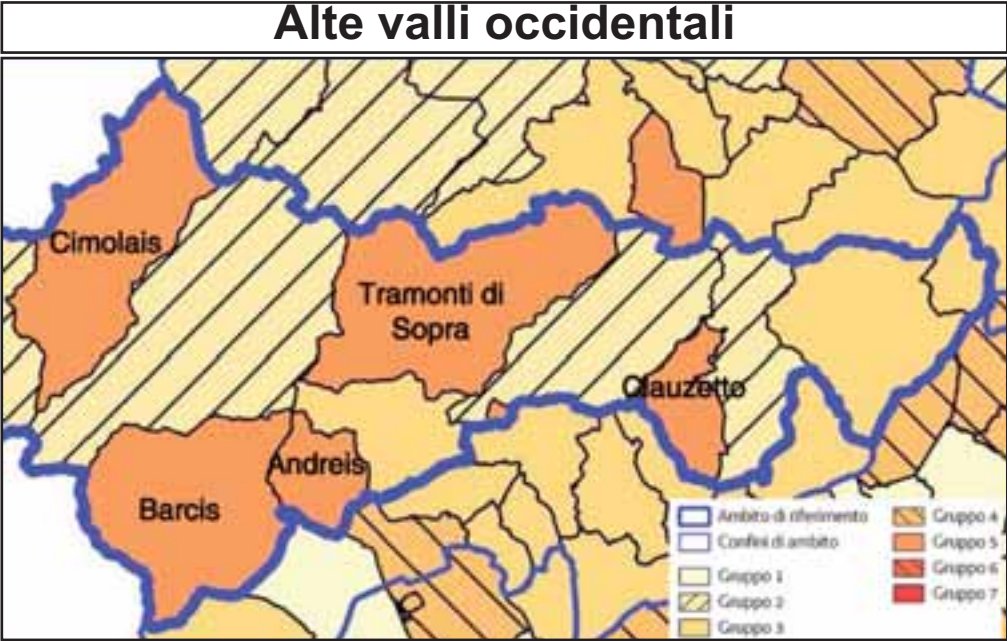 Alte valli occidentali
Cimolais
Tramonti di
Sopra
Clauzetto
Andreis
Barcis
Ambito di riferimento
Confini di ambito
Gruppo 1
Gruppo 2
Gruppo 3
Gruppo 4
Gruppo 5
Gruppo 6
Gruppo 7